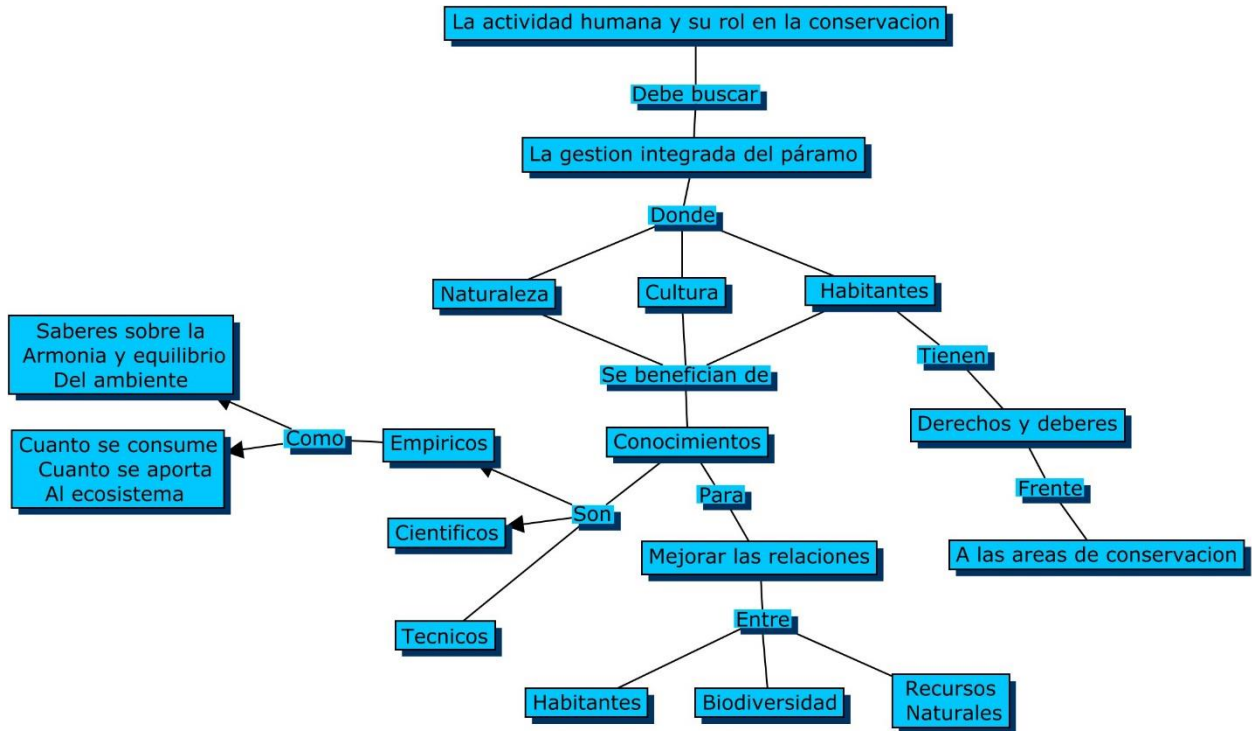 La actividad humana y su rol en la conservacion
Debe buscar
La gestion integrada del páramo
Donde
Naturaleza
Cultura
Habitantes
Se benefician de
Tienen
Saberes sobre la
Armonia y equilibrio
Del ambiente
Cuanto se consume
Cuanto se aporta
Al ecosistema
Como
Empiricos
Conocimientos
Derechos y deberes
Son
Para
Frente
Cientificos
Mejorar las relaciones
A las areas de conservacion
Tecnicos
Entre
Habitantes
Biodiversidad
Recursos
Naturales